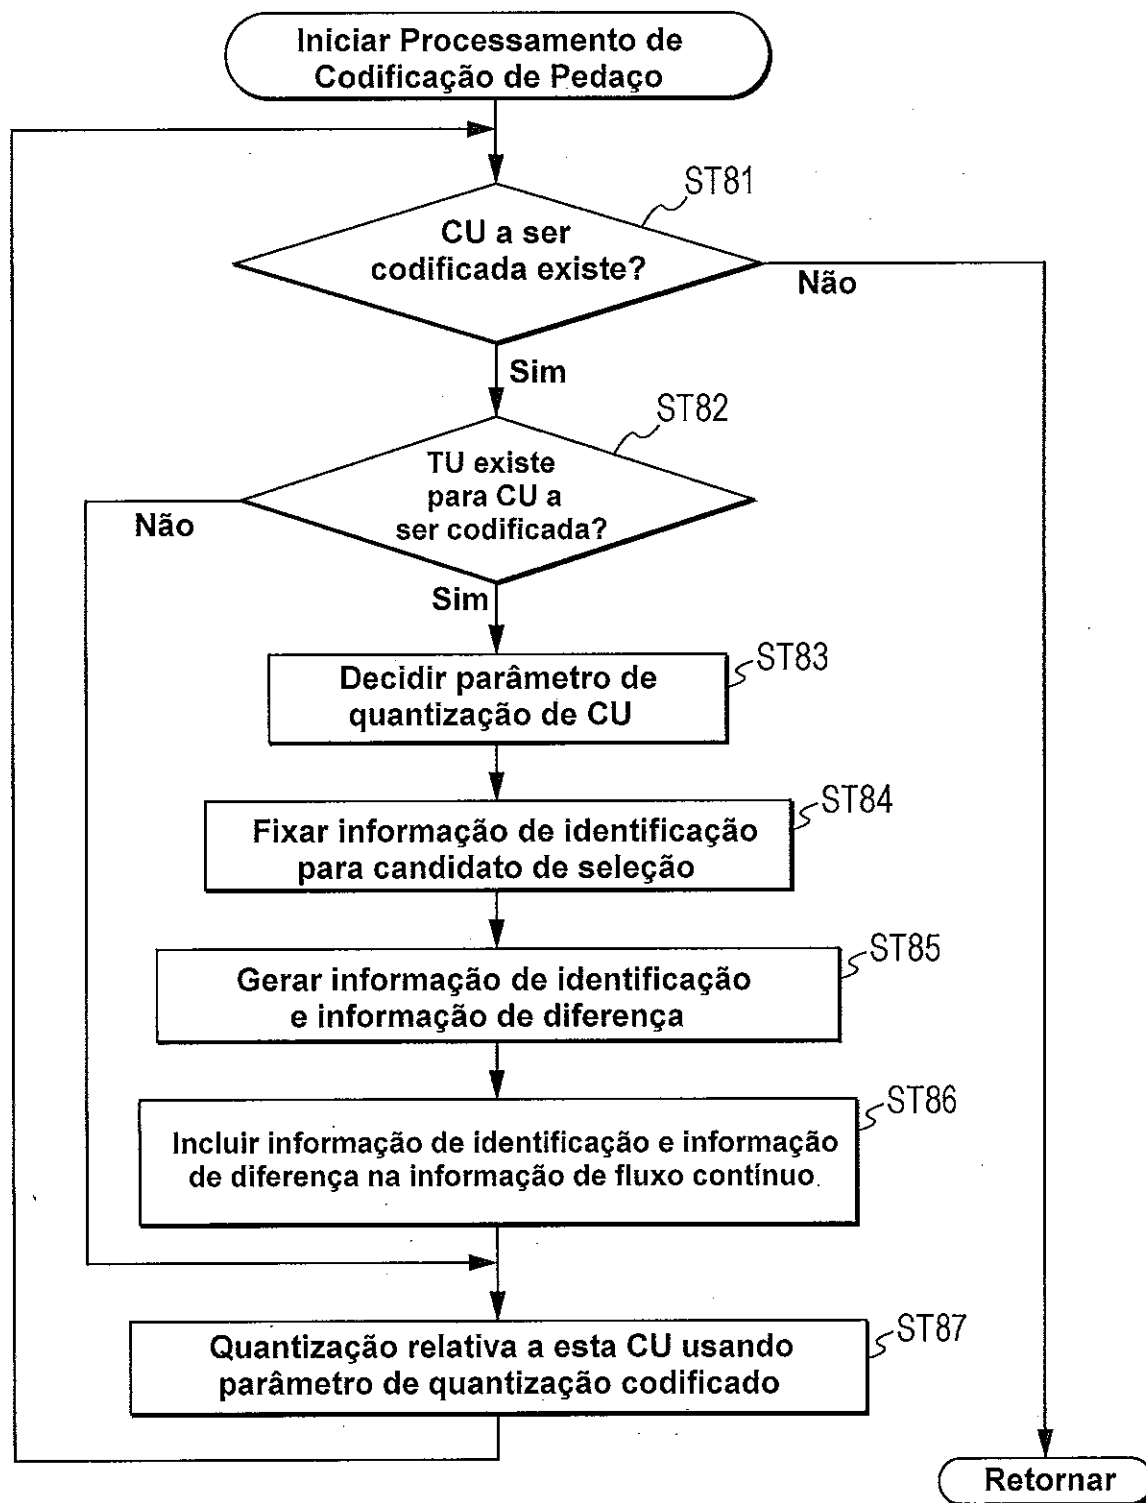 Iniciar Processamento de
Codificação de Pedaço
ST81
CU a ser
codificada existe?
Não
Sim
ST82
TU existe
para CU a
ser codificada?
Não
Sim
ST83
Decidir parâmetro de
quantização de CU
ST84
Fixar informação de identificação
para candidato de seleção
ST85
Gerar informação de identificação
e informação de diferença
ST86
Incluir informação de identificação e informação
de diferença na informação de fluxo contínuo
ST87
Quantização relativa a esta CU usando
parâmetro de quantização codificado
Retornar